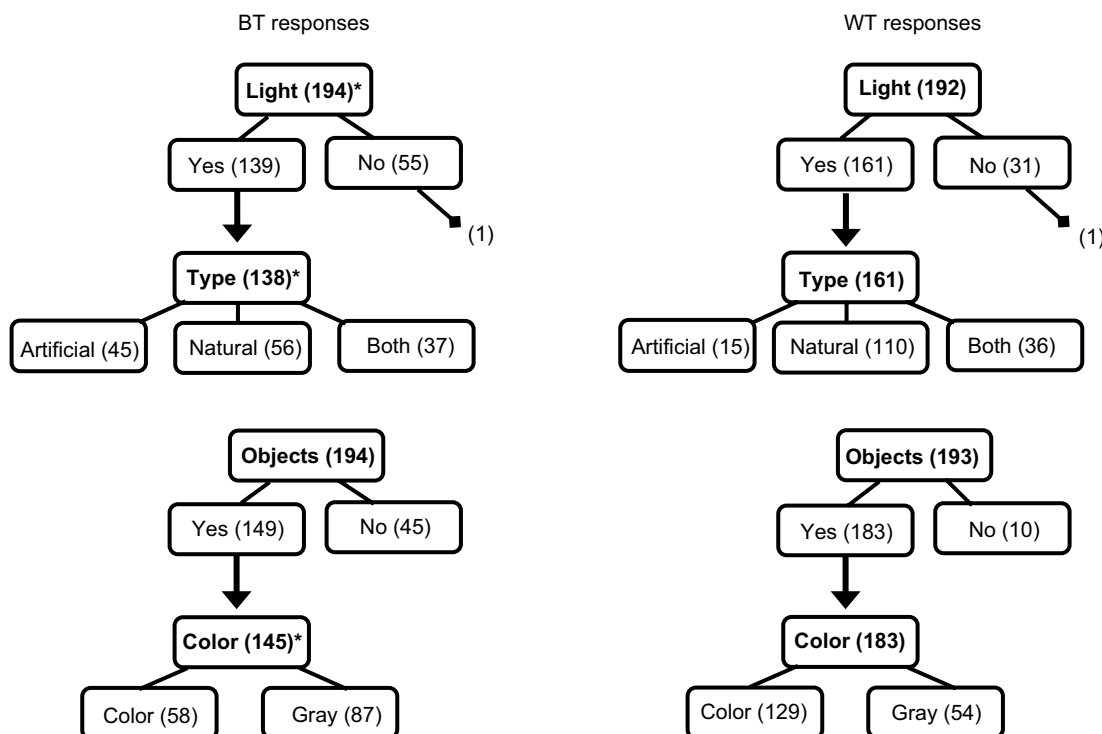 BT responses
Light (194)*
Yes (139)
No (55)
(1)
Type (138)*
Artificial (45)
Natural (56)
Both (37)
Objects (194)
Yes (149)
No (45)
Color (145)*
Color (58)
Gray (87)
WT responses
Light (192)
Yes (161)
No (31)
(1)
Type (161)
Artificial (15)
Natural (110)
Both (36)
Objects (193)
Yes (183)
No (10)
Color (183)
Color (129)
Gray (54)